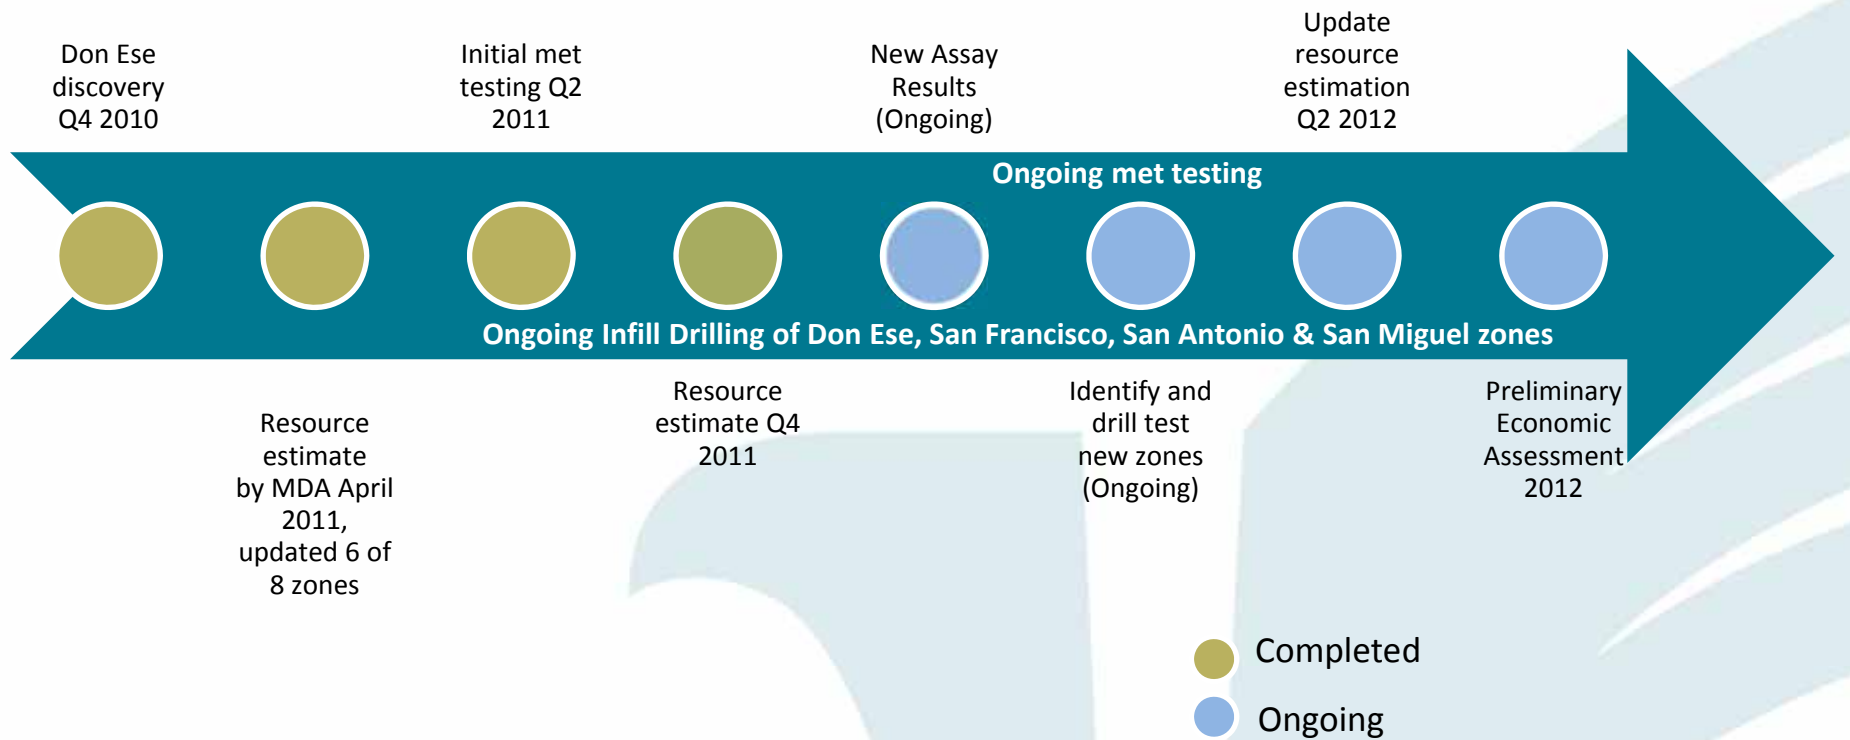 Don Ese
discovery
Q4 2010
Initial met
testing Q2
2011
New Assay
Results
(Ongoing)
Update
resource
estimation
Q2 2012
Ongoing met testing
Ongoing Infill Drilling of Don Ese, San Francisco, San Antonio & San Miguel zones
Resource
estimate
by MDA April
2011,
updated 6 of
8 zones
Resource
estimate Q4
2011
Identify and
drill test
new zones
(Ongoing)
Preliminary
Economic
Assessment
2012
Completed
Ongoing